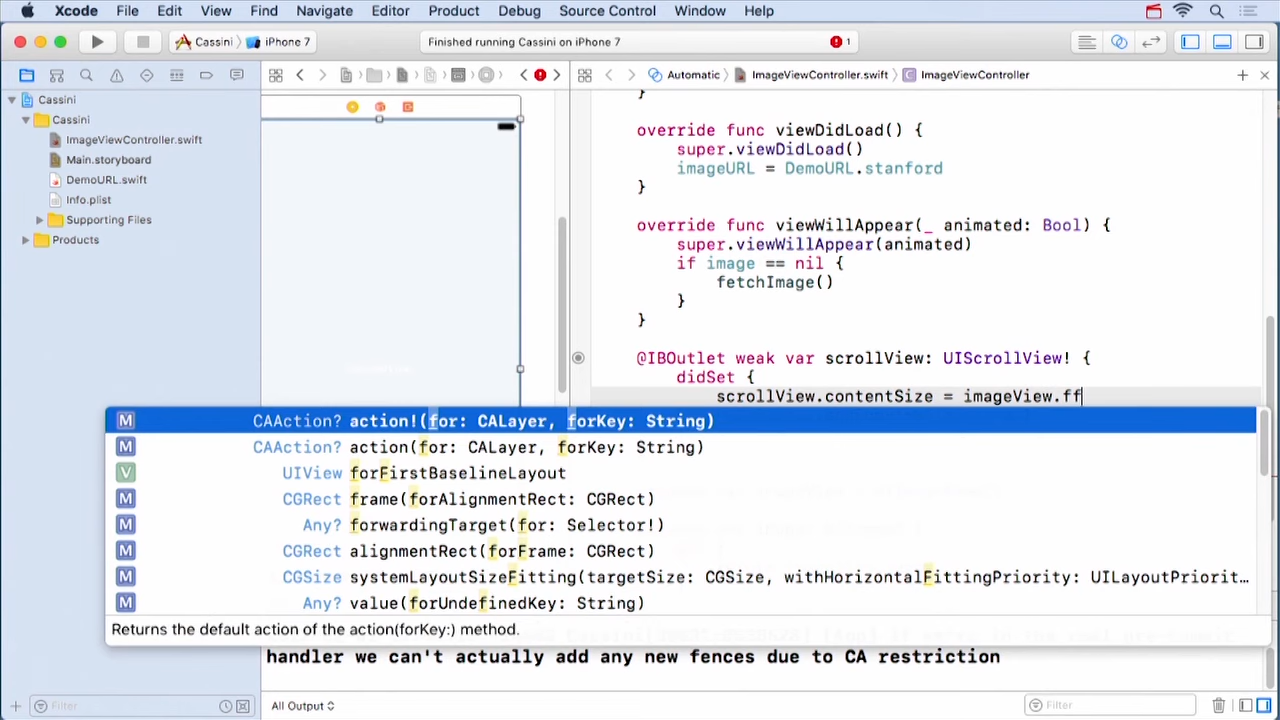 Xcode File Edit View Find Navigate Editor Product Debug Source Control Window Help
Cassini iPhone 7 Finished running Cassini on iPhone 7 1
Automatic ImageViewController.swift ImageViewController
Cassini
Cassini
ImageViewController.swift
Main.storyboard
DemoURL.swift
Info.plist
Supporting Files
Products
}
override func viewDidLoad() {
super.viewDidLoad()
imageURL = DemoURL.stanford
}
override func viewWillAppear(_ animated: Bool) {
super.viewWillAppear(animated)
if image == nil {
fetchImage()
}
}
@IBOutlet weak var scrollView: UIScrollView! {
didSet {
scrollView.contentSize = imageView.ff
M CAAction? action!(for: CALayer, forKey: String)
M CAAction? action(for: CALayer, forKey: String)
V UIView forFirstBaselineLayout
M CGRect frame(forAlignmentRect: CGRect)
M Any? forwardingTarget(for: Selector!)
M CGRect alignmentRect(forFrame: CGRect)
M CGSize systemLayoutSizeFitting(targetSize: CGSize, withHorizontalFittingPriority: UILayoutPriorit...
M Any? value(forUndefinedKey: String)
Returns the default action of the action(forKey:) method.
handler we can't actually add any new fences due to CA restriction
Filter All Output Filter